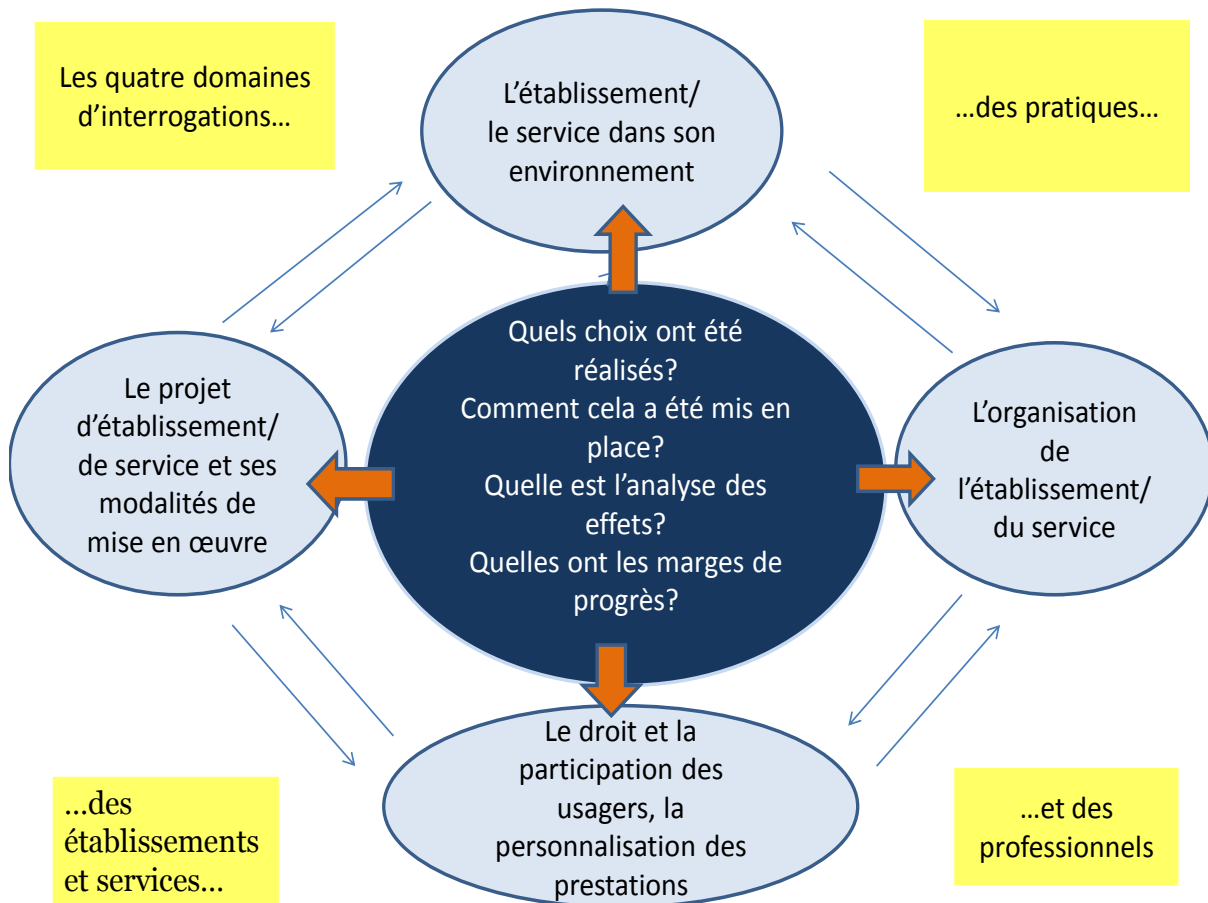 Les quatre domaines
d’interrogations…
L’établissement/
le service dans son
environnement
…des pratiques…
Le projet
d’établissement/
de service et ses
modalités de
mise en œuvre
Quels choix ont été
réalisés?
Comment cela a été mis en
place?
Quelle est l’analyse des
effets?
Quelles ont les marges de
progrès?
L’organisation
de
l’établissement/
du service
…des
établissements
et services…
Le droit et la
participation des
usagers, la
personnalisation des
prestations
…et des
professionnels